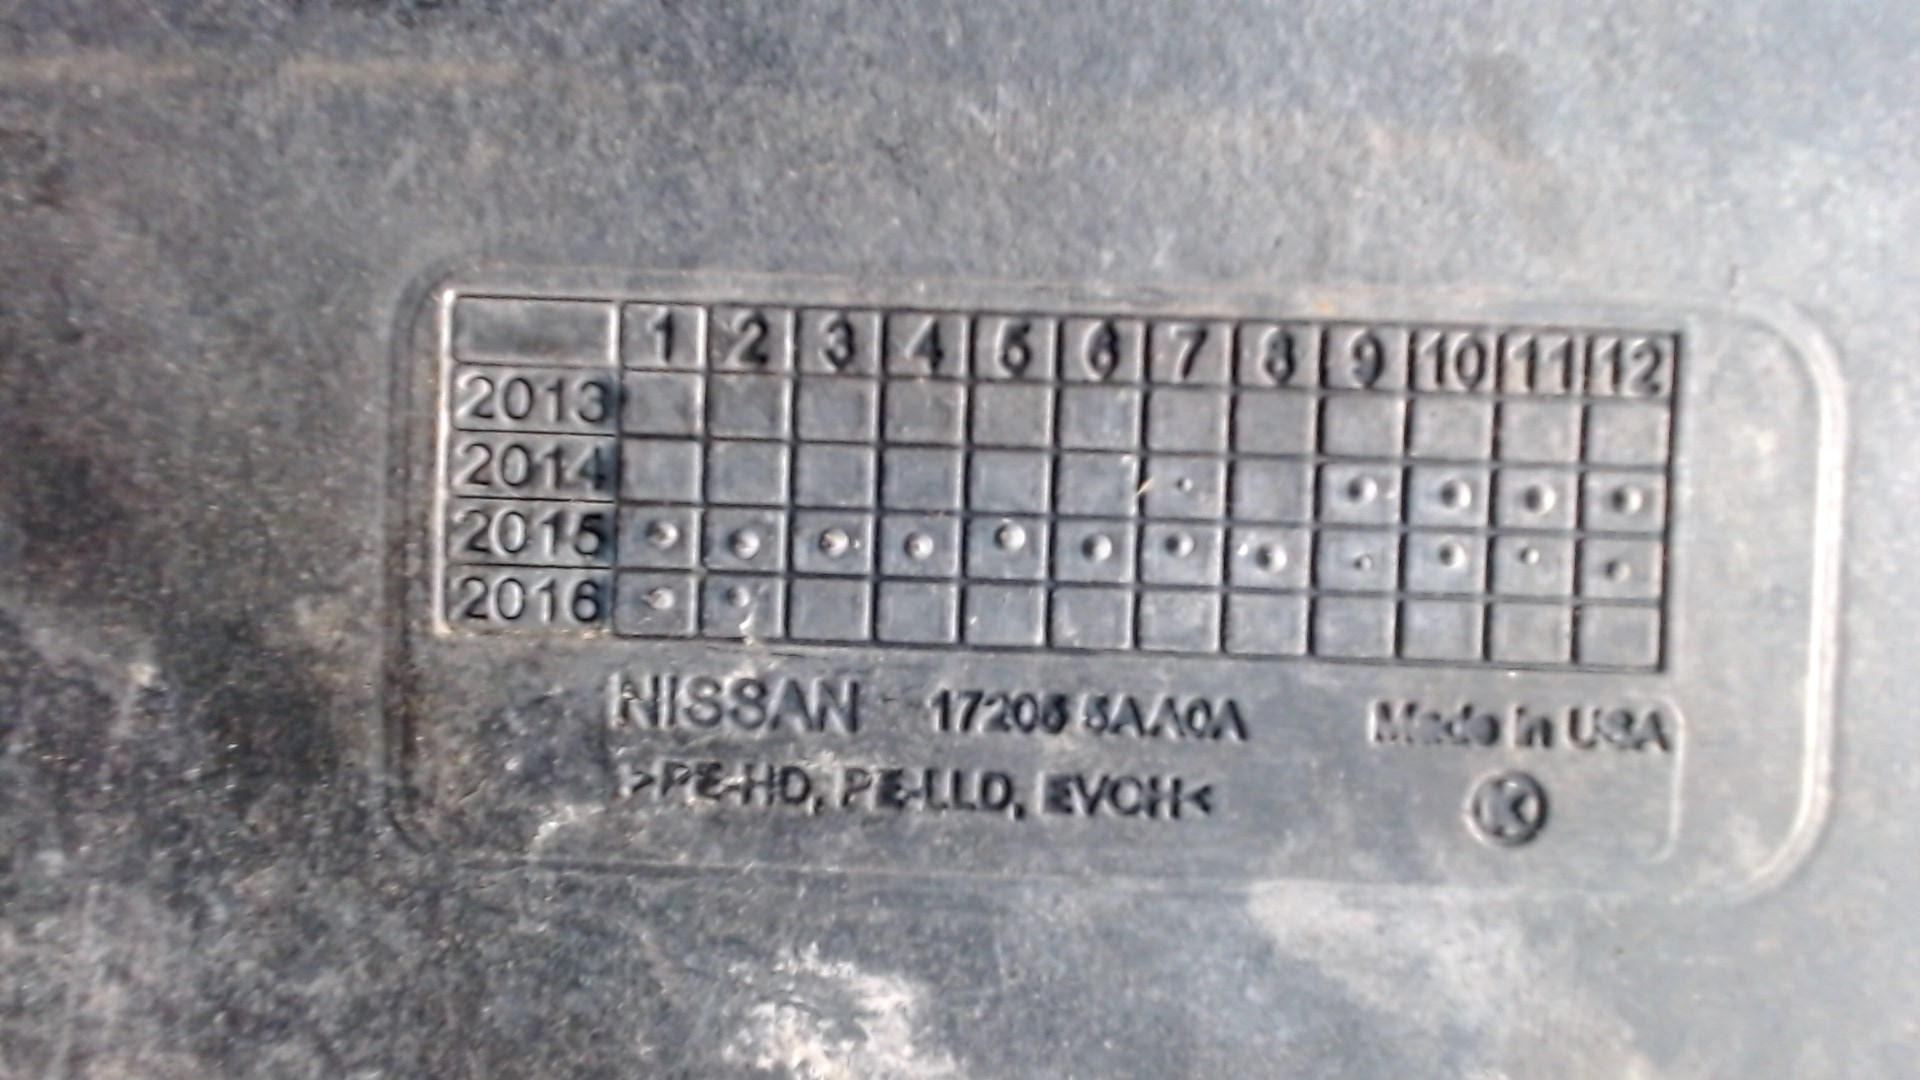 1 2 3 4 5 6 7 8 9 10 11 12
2013
2014
2015
2016
NISSAN 17208 5AA0A Made in USA
>PE-HD, PE-LLD, EVOH<
K